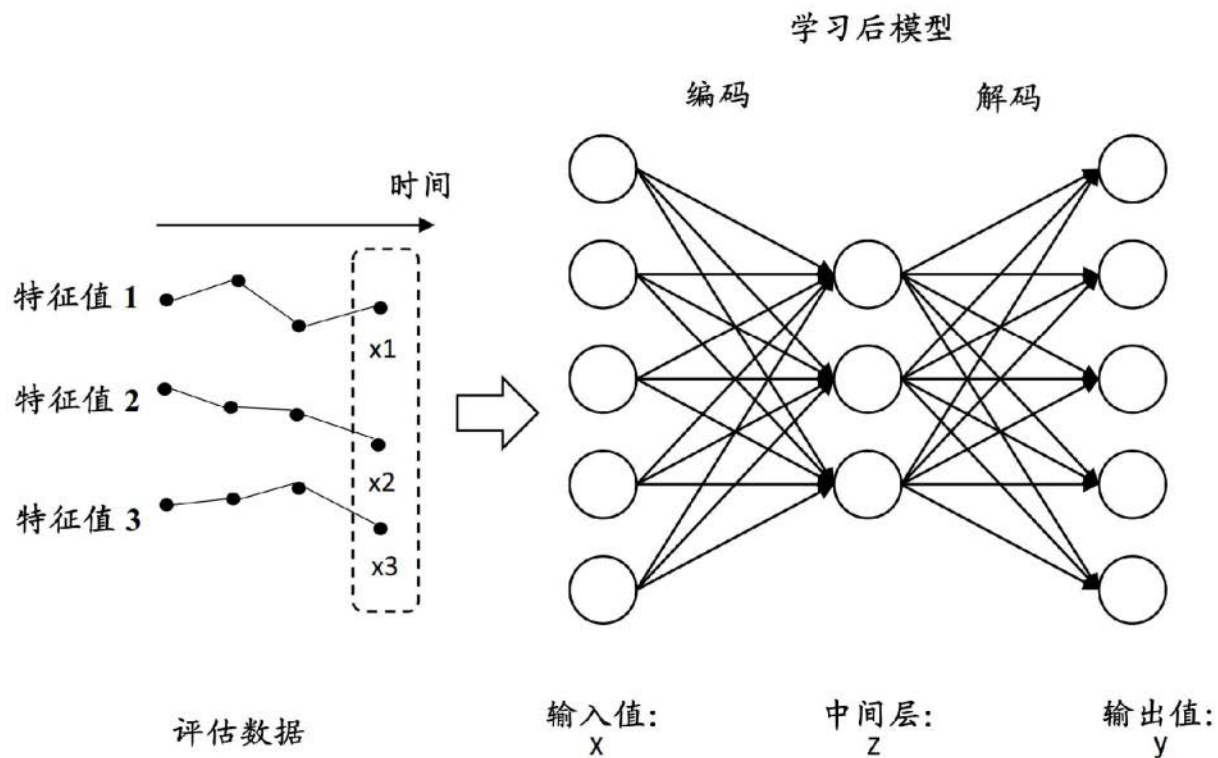 学习后模型
编码
解码
时间
特征值 1
x1
特征值 2
x2
特征值 3
x3
评估数据
输入值:
x
中间层:
z
输出值:
y